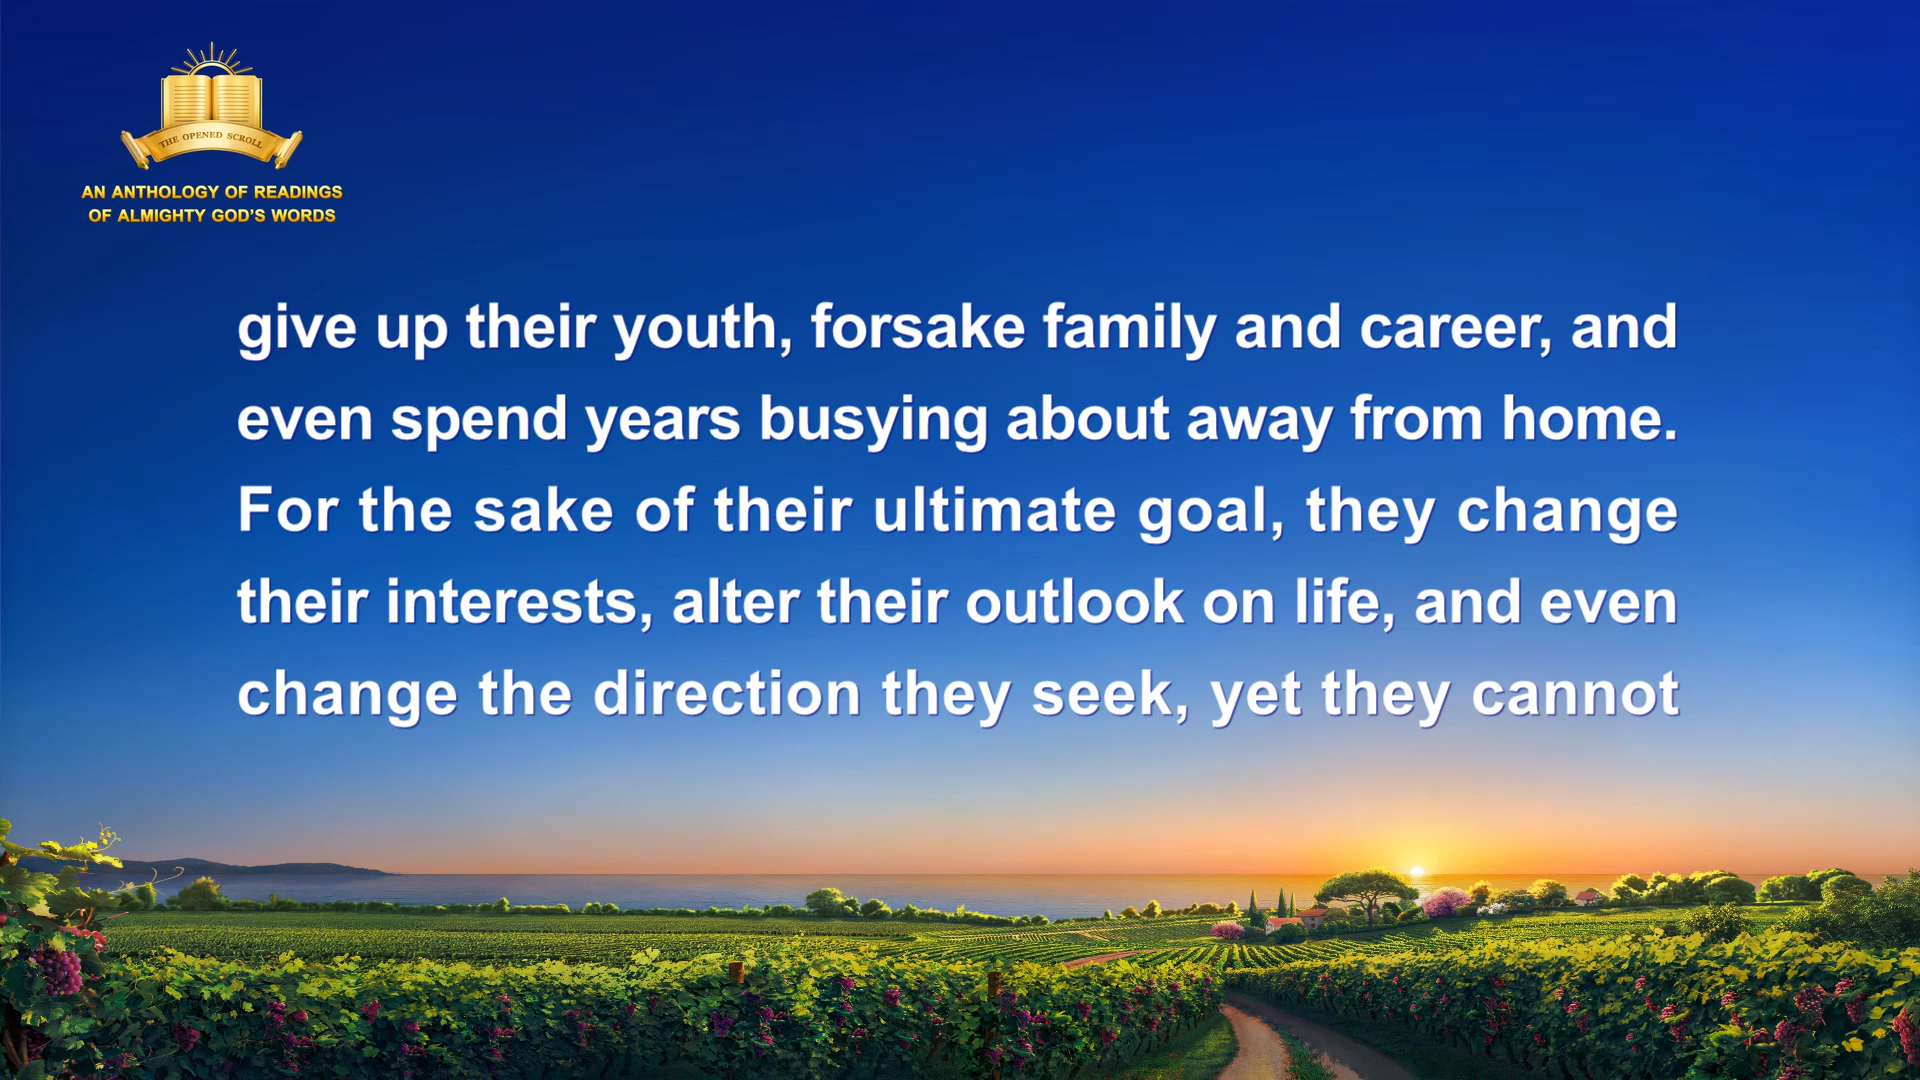 THE OPENED SCROLL
AN ANTHOLOGY OF READINGS
OF ALMIGHTY GOD'S WORDS
give up their youth, forsake family and career, and
even spend years busying about away from home.
For the sake of their ultimate goal, they change
their interests, alter their outlook on life, and even
change the direction they seek, yet they cannot